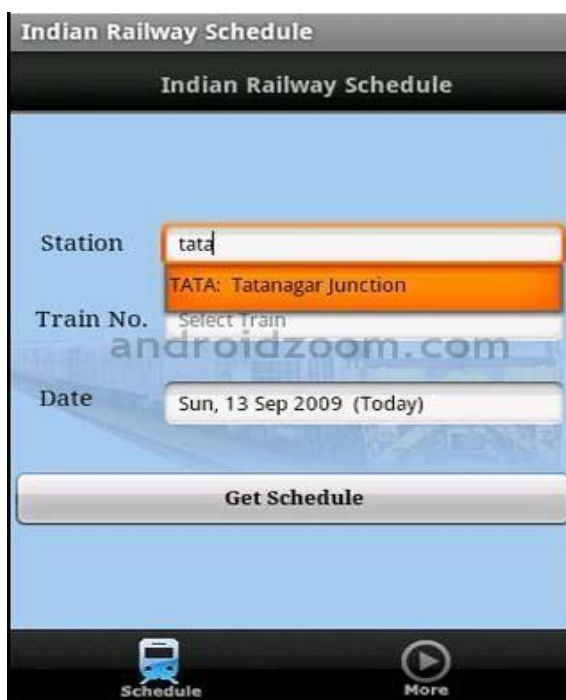 Indian Railway Schedule
Indian Railway Schedule
Station
tata
TATA: Tatanagar Junction
Train No.
Select Train
androidzoom.com
Date
Sun, 13 Sep 2009 (Today)
Get Schedule
Schedule
More